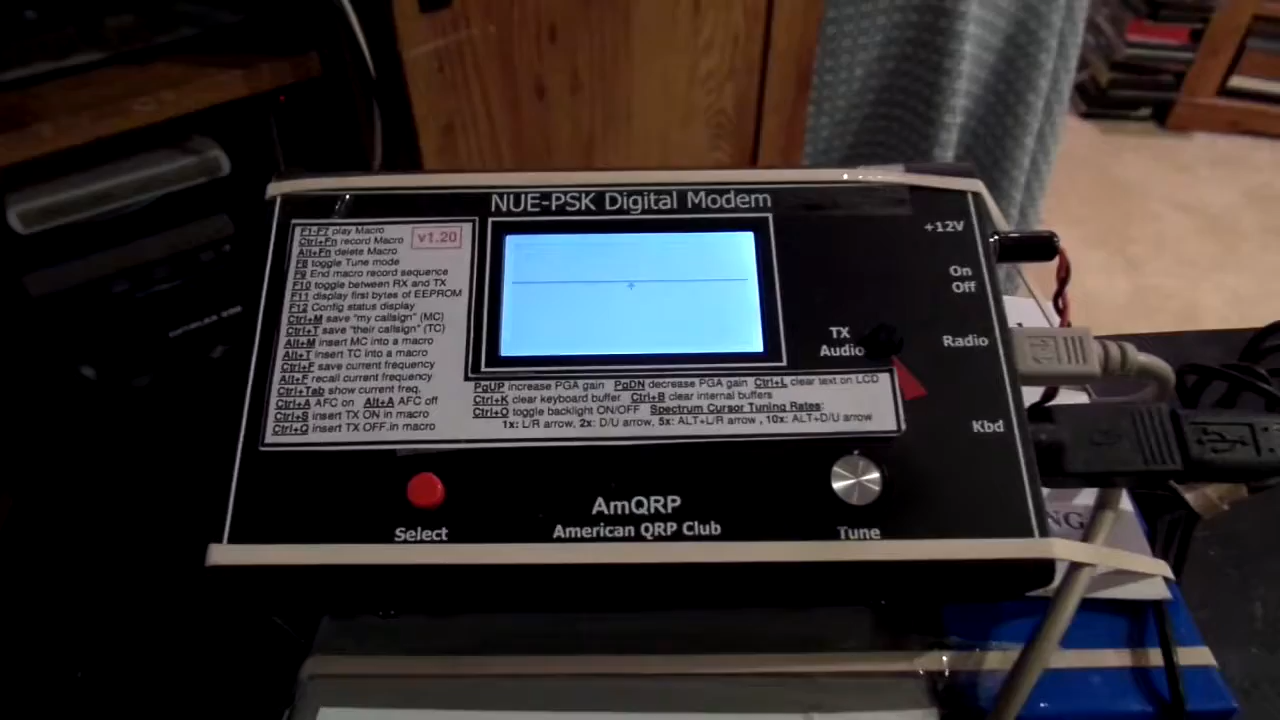 NUE-PSK Digital Modem
F1-F7 play Macro
Ctrl+Fn record Macro
Alt+Fn delete Macro
F8 toggle Tune mode
F9 End macro record sequence
F10 toggle between RX and TX
F11 display first bytes of EEPROM
F12 Config status display
Ctrl+M save "my callsign" (MC)
Ctrl+T save "their callsign" (TC)
Alt+M insert MC into a macro
Alt+T insert TC into a macro
Ctrl+F save current frequency
Alt+F recall current frequency
Ctrl+Tab show current freq.
Ctrl+A AFC on Alt+A AFC off
Ctrl+S insert TX ON in macro
Ctrl+Q insert TX OFF in macro
v1.20
+12V
On
Off
TX
Audio
Radio
Kbd
PgUP increase PGA gain PgDN decrease PGA gain Ctrl+L clear text on LCD
Ctrl+K clear keyboard buffer Ctrl+B clear internal buffers
Ctrl+O toggle backlight ON/OFF Spectrum Cursor Tuning Rates:
1x: L/R arrow, 2x: D/U arrow, 5x: ALT+L/R arrow , 10x: ALT+D/U arrow
Select
AmQRP
American QRP Club
Tune